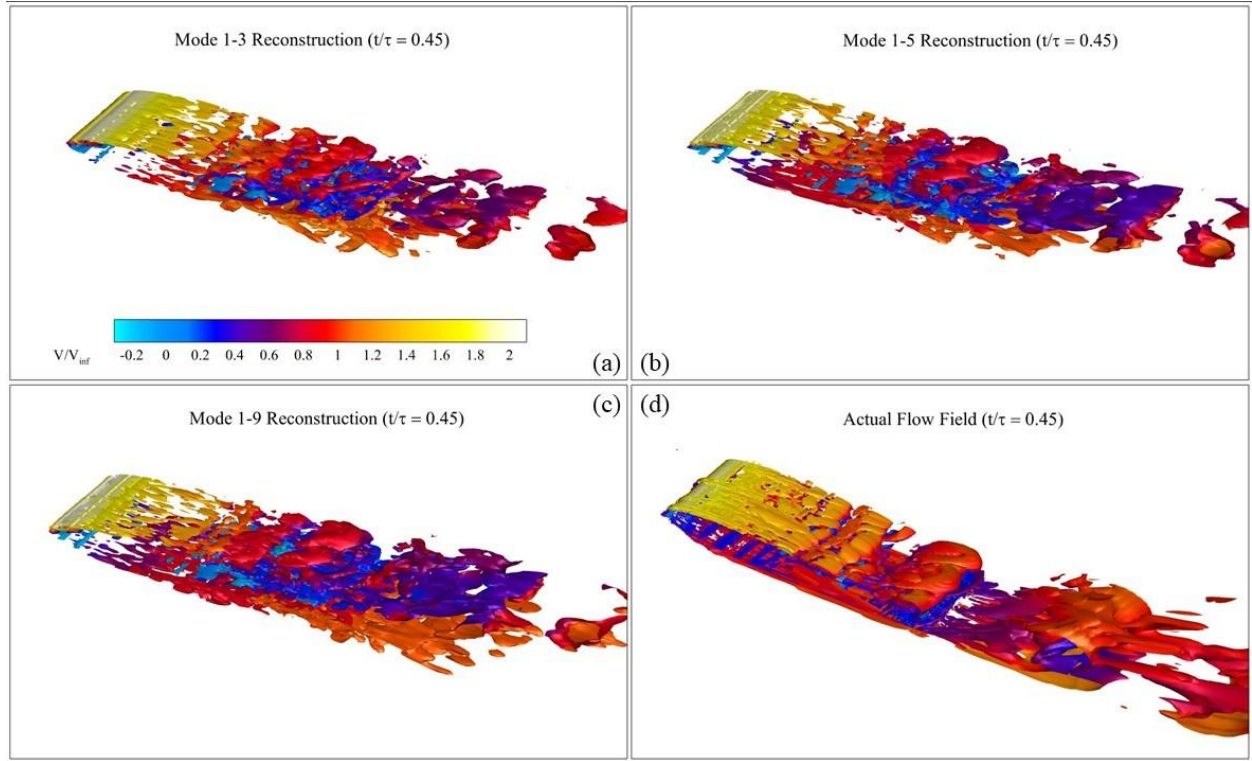 Mode 1-3 Reconstruction (t/τ = 0.45)
V/Vinf -0.2 0 0.2 0.4 0.6 0.8 1 1.2 1.4 1.6 1.8 2
(a)
Mode 1-5 Reconstruction (t/τ = 0.45)
(b)
Mode 1-9 Reconstruction (t/τ = 0.45)
(c)
(d)
Actual Flow Field (t/τ = 0.45)